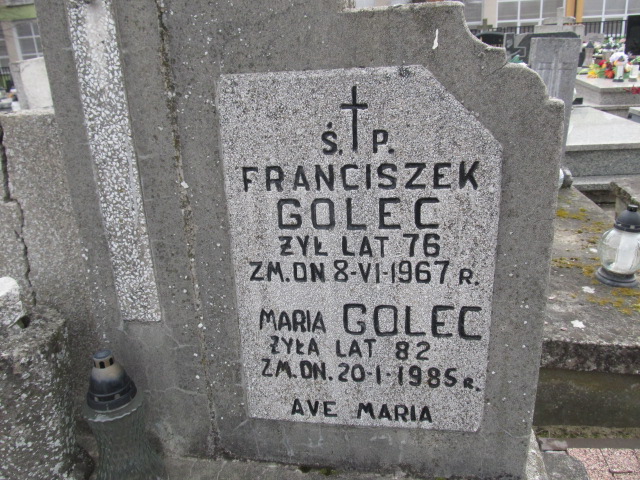 Ś. P.
FRANCISZEK
GOLEC
ŻYŁ LAT 76
ZM. DN 8-VI-1967 R.
MARIA GOLEC
ŻYŁA LAT 82
ZM. DN. 20-I-1985 R.
AVE MARIA